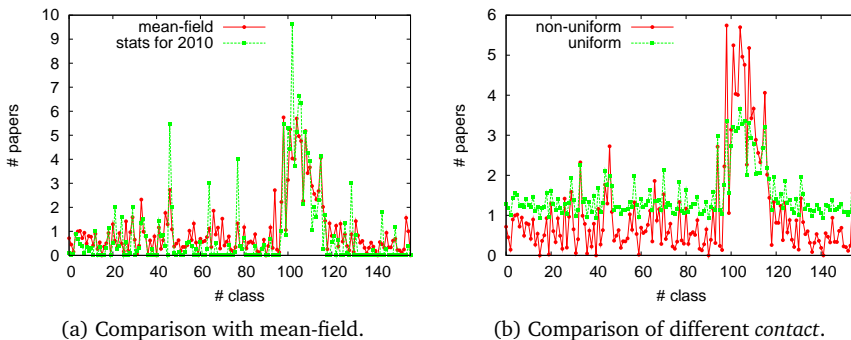 mean-field
stats for 2010
# papers
10
9
8
7
6
5
4
3
2
1
0
0 20 40 60 80 100 120 140
# class
(a) Comparison with mean-field.
non-uniform
uniform
# papers
6
5
4
3
2
1
0
0 20 40 60 80 100 120 140
# class
(b) Comparison of different contact.